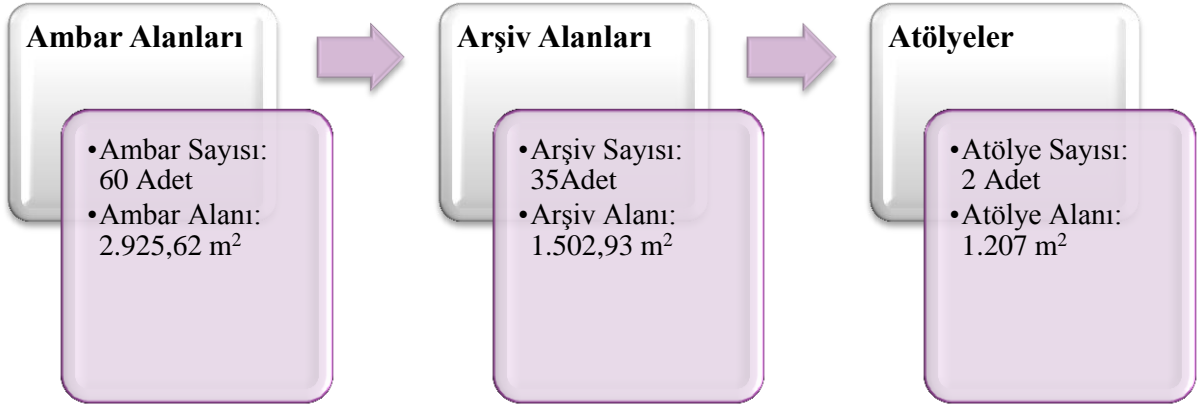 Ambar Alanları
•Ambar Sayısı:
60 Adet
•Ambar Alanı:
2.925,62 m²
Arşiv Alanları
•Arşiv Sayısı:
35Adet
•Arşiv Alanı:
1.502,93 m²
Atölyeler
•Atölye Sayısı:
2 Adet
•Atölye Alanı:
1.207 m²